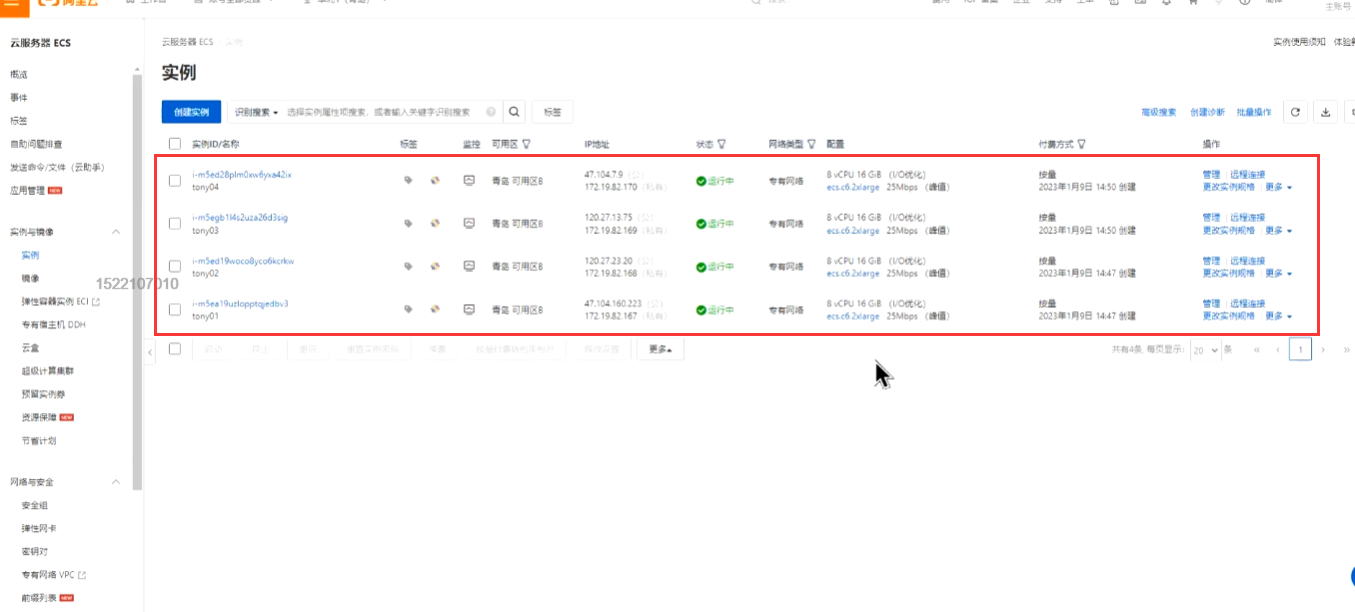 阿里云
工作台
云服务器 ECS
概览
事件
标签
自助问题排查
发送命令/文件（云助手）
应用管理 NEW
实例与镜像
实例
镜像
弹性容器实例 ECI
专有宿主机 DDH
云盒
超级计算集群
预留实例券
资源保障 NEW
节省计划
网络与安全
安全组
弹性网卡
密钥对
专有网络 VPC
前缀列表 NEW
1522107010
云服务器 ECS 实例
实例使用须知
实例
创建实例 识别搜索 选择实例属性项搜索，或者输入关键字识别搜索 标签 高级搜索 创建诊断 批量操作
实例ID/名称 标签 监控 可用区 IP地址 状态 网络类型 配置 付费方式 操作
i-m5ed28plm0xw6yxa42ix 47.104.7.9 (公) 8 vCPU 16 GiB (I/O优化) 按量 管理 远程连接
tony04 青岛 可用区B 172.19.82.170 (私有) 运行中 专有网络 ecs.c6.2xlarge 25Mbps (峰值) 2023年1月9日 14:50 创建 更改实例规格 更多
i-m5egb1l4s2uza26d3sig 120.27.13.75 (公) 8 vCPU 16 GiB (I/O优化) 按量 管理 远程连接
tony03 青岛 可用区B 172.19.82.169 (私有) 运行中 专有网络 ecs.c6.2xlarge 25Mbps (峰值) 2023年1月9日 14:50 创建 更改实例规格 更多
i-m5ed19woco8yco6kcrkw 120.27.23.20 (公) 8 vCPU 16 GiB (I/O优化) 按量 管理 远程连接
tony02 青岛 可用区B 172.19.82.168 (私有) 运行中 专有网络 ecs.c6.2xlarge 25Mbps (峰值) 2023年1月9日 14:47 创建 更改实例规格 更多
i-m5ea19uzlopptqjedbv3 47.104.160.223 (公) 8 vCPU 16 GiB (I/O优化) 按量 管理 远程连接
tony01 青岛 可用区B 172.19.82.167 (私有) 运行中 专有网络 ecs.c6.2xlarge 25Mbps (峰值) 2023年1月9日 14:47 创建 更改实例规格 更多
更多 共有4条, 每页显示: 20 条 « ‹ 1 › »